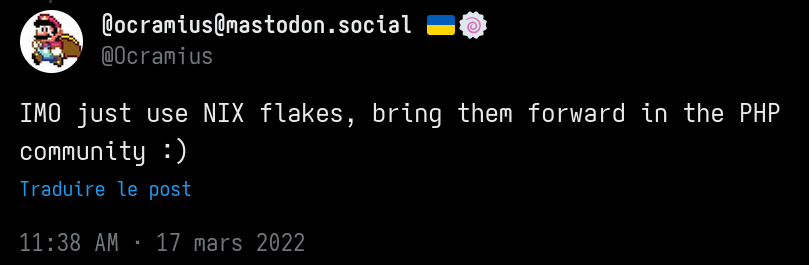 @ocramius@mastodon.social 🇺🇦🍥
@Ocramius
IMO just use NIX flakes, bring them forward in the PHP
community :)
Traduire le post
11:38 AM · 17 mars 2022